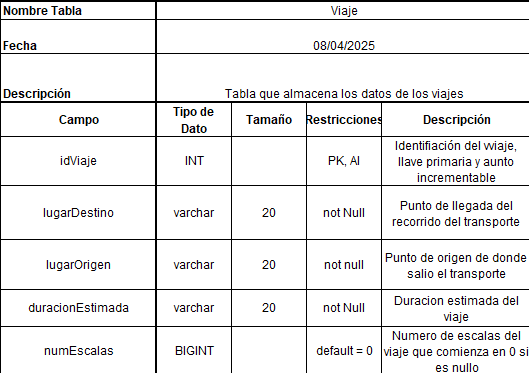 Nombre Tabla Viaje
Fecha 08/04/2025
Descripción Tabla que almacena los datos de los viajes
Campo Tipo de Dato Tamaño Restricciones Descripción
idViaje INT PK, AI Identifiación del vviaje, llave primaria y aunto incrementable
lugarDestino varchar 20 not Null Punto de llegada del recorrido del transporte
lugarOrigen varchar 20 not null Punto de origen de donde salio el transporte
duracionEstimada varchar 20 not Null Duracion estimada del viaje
numEscalas BIGINT default = 0 Numero de escalas del viaje que comienza en 0 si es nullo